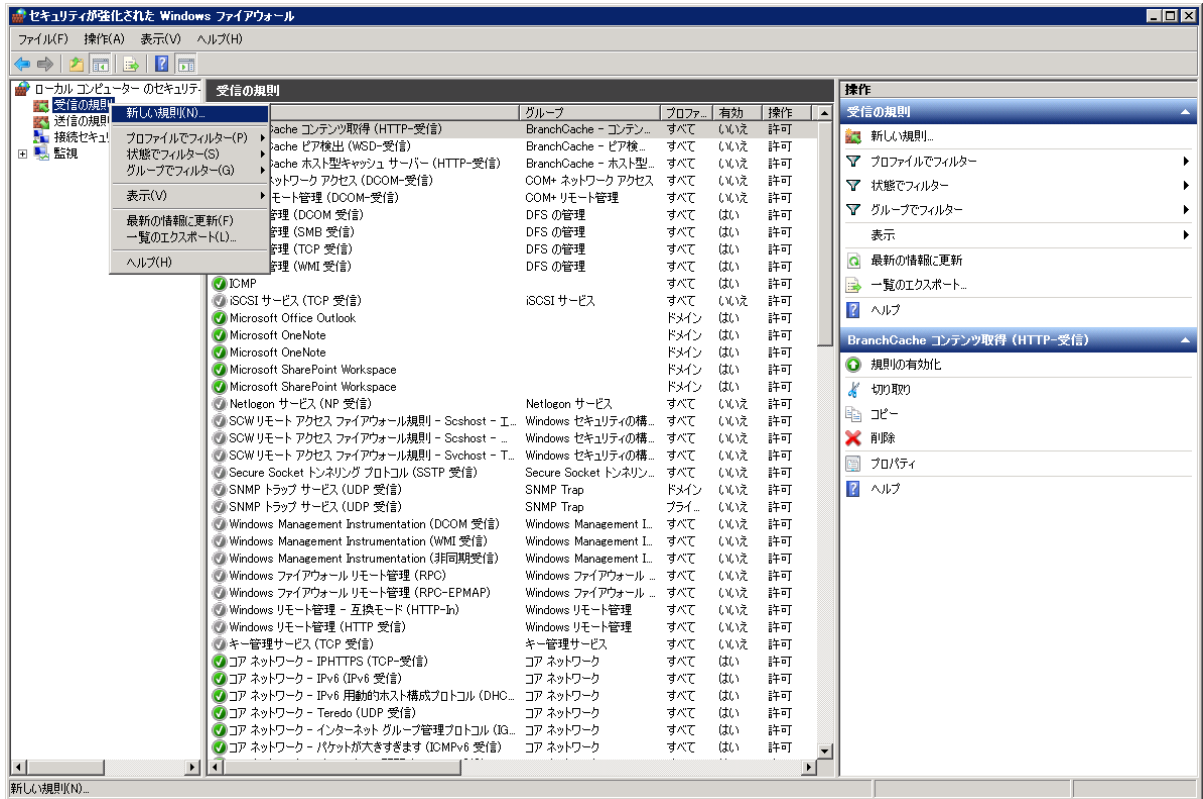 セキュリティが強化された Windows ファイアウォール
ファイル(F) 操作(A) 表示(V) ヘルプ(H)
ローカル コンピューター のセキュリテ
受信の規則
送信の規
接続セキュ
監視
新しい規則(N)...
プロファイルでフィルター(P)
状態でフィルター(S)
グループでフィルター(G)
表示(V)
最新の情報に更新(F)
一覧のエクスポート(L)...
ヘルプ(H)
受信の規則
グループ プロファ... 有効 操作
ache コンテンツ取得 (HTTP-受信) BranchCache - コンテン... すべて いいえ 許可
ache ピア検出 (WSD-受信) BranchCache - ピア検... すべて いいえ 許可
ache ホスト型キャッシュ サーバー (HTTP-受信) BranchCache - ホスト型... すべて いいえ 許可
ネットワーク アクセス (DCOM-受信) COM+ ネットワーク アクセス すべて いいえ 許可
モート管理 (DCOM-受信) COM+ リモート管理 すべて いいえ 許可
管理 (DCOM 受信) DFS の管理 すべて はい 許可
管理 (SMB 受信) DFS の管理 すべて はい 許可
管理 (TCP 受信) DFS の管理 すべて はい 許可
管理 (WMI 受信) DFS の管理 すべて はい 許可
ICMP すべて はい 許可
iSCSI サービス (TCP 受信) iSCSI サービス すべて いいえ 許可
Microsoft Office Outlook ドメイン はい 許可
Microsoft OneNote ドメイン はい 許可
Microsoft OneNote ドメイン はい 許可
Microsoft SharePoint Workspace ドメイン はい 許可
Microsoft SharePoint Workspace ドメイン はい 許可
Netlogon サービス (NP 受信) Netlogon サービス すべて いいえ 許可
SCW リモート アクセス ファイアウォール規則 - Scshost - エ... Windows セキュリティの構... すべて いいえ 許可
SCW リモート アクセス ファイアウォール規則 - Scshost - ... Windows セキュリティの構... すべて いいえ 許可
SCW リモート アクセス ファイアウォール規則 - Svchost - T... Windows セキュリティの構... すべて いいえ 許可
Secure Socket トンネリング プロトコル (SSTP 受信) Secure Socket トンネリン... すべて いいえ 許可
SNMP トラップ サービス (UDP 受信) SNMP Trap ドメイン いいえ 許可
SNMP トラップ サービス (UDP 受信) SNMP Trap プライ... いいえ 許可
Windows Management Instrumentation (DCOM 受信) Windows Management I... すべて いいえ 許可
Windows Management Instrumentation (WMI 受信) Windows Management I... すべて いいえ 許可
Windows Management Instrumentation (非同期受信) Windows Management I... すべて いいえ 許可
Windows ファイアウォール リモート管理 (RPC) Windows ファイアウォール ... すべて いいえ 許可
Windows ファイアウォール リモート管理 (RPC-EPMAP) Windows ファイアウォール ... すべて いいえ 許可
Windows リモート管理 - 互換モード (HTTP-In) Windows リモート管理 すべて いいえ 許可
Windows リモート管理 (HTTP 受信) Windows リモート管理 すべて いいえ 許可
キー管理サービス (TCP 受信) キー管理サービス すべて いいえ 許可
コア ネットワーク - IPHTTPS (TCP-受信) コア ネットワーク すべて はい 許可
コア ネットワーク - IPv6 (IPv6 受信) コア ネットワーク すべて はい 許可
コア ネットワーク - IPv6 用動的ホスト構成プロトコル (DHC... コア ネットワーク すべて はい 許可
コア ネットワーク - Teredo (UDP 受信) コア ネットワーク すべて はい 許可
コア ネットワーク - インターネット グループ管理プロトコル (IG... コア ネットワーク すべて はい 許可
コア ネットワーク - パケットが大きすぎます (ICMPv6 受信) コア ネットワーク すべて はい 許可
操作
受信の規則
新しい規則...
プロファイルでフィルター
状態でフィルター
グループでフィルター
表示
最新の情報に更新
一覧のエクスポート...
ヘルプ
BranchCache コンテンツ取得 (HTTP-受信)
規則の有効化
切り取り
コピー
削除
プロパティ
ヘルプ
新しい規則(N)...